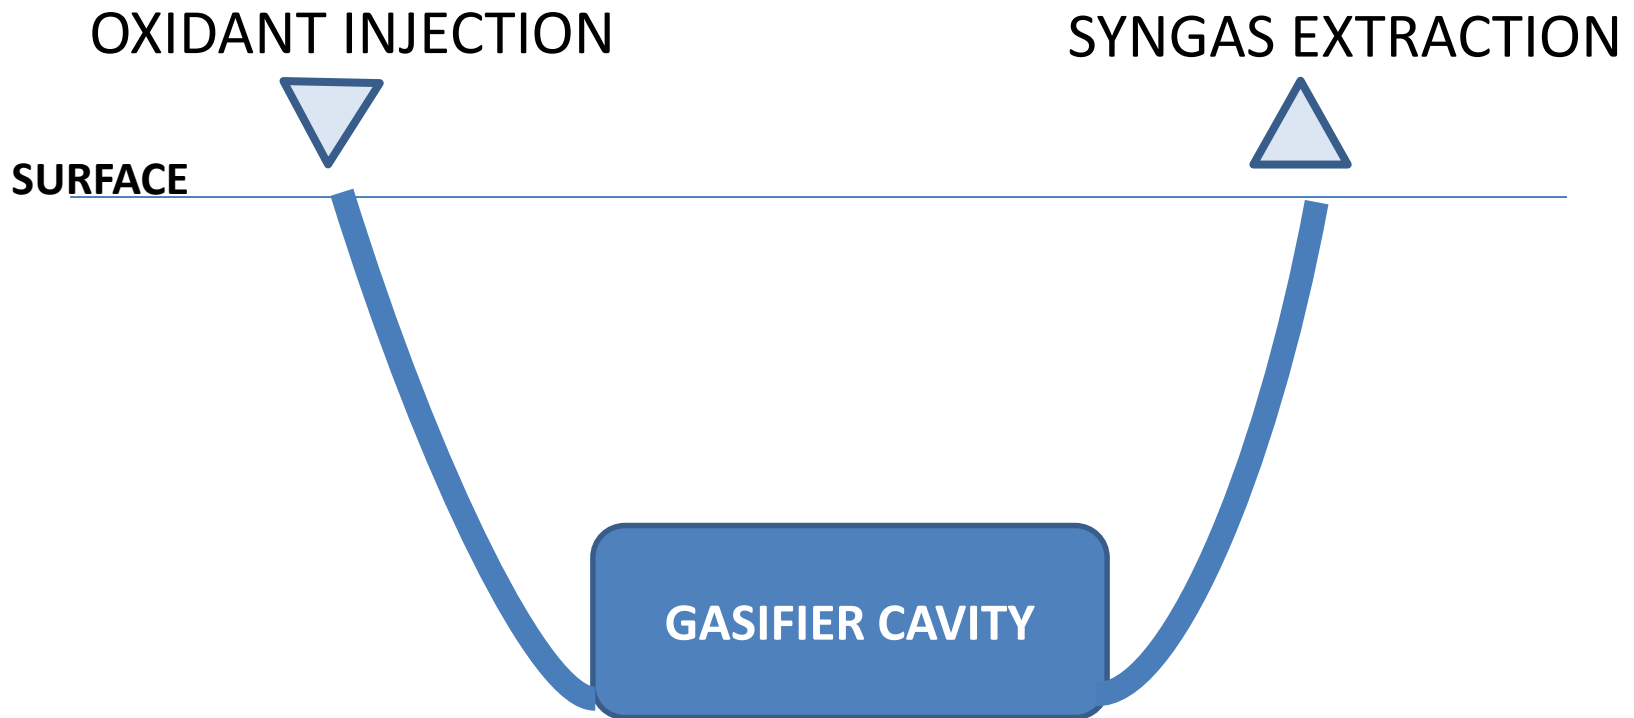 OXIDANT INJECTION
SYNGAS EXTRACTION
SURFACE
GASIFIER CAVITY